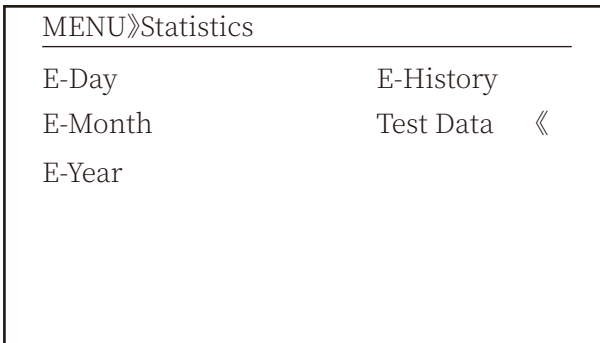 MENU》Statistics
E-Day E-History
E-Month Test Data 《
E-Year